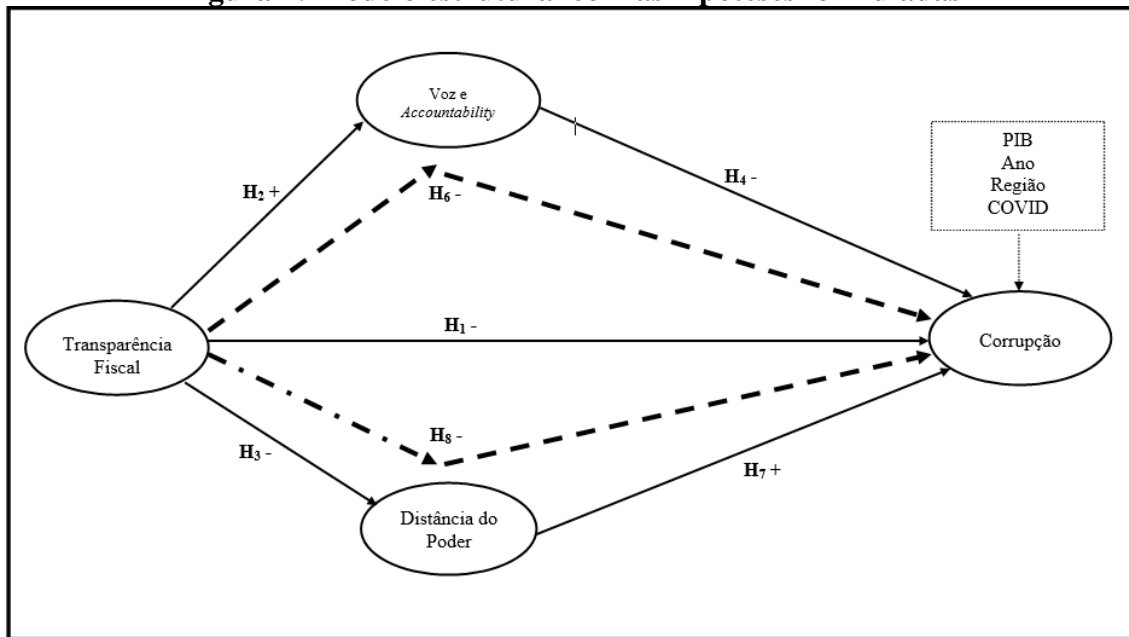 Voz e
Accountability
PIB
Ano
Região
COVID
H₂ +
H₆ -
H₄ -
Transparência
Fiscal
H₁ -
Corrupção
H₃ -
H₈ -
H₇ +
Distância do
Poder